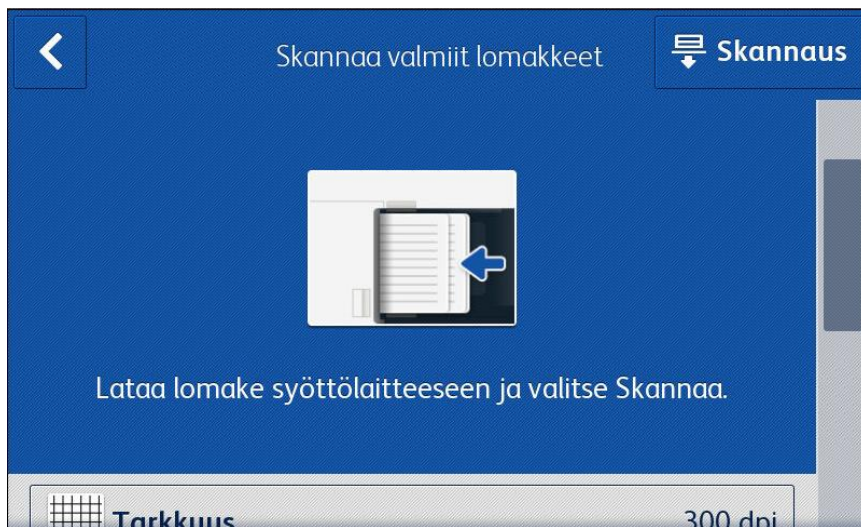 Skannaa valmiit lomakkeet
Skannaus
Lataa lomake syöttölaitteeseen ja valitse Skannaa.
Tarkkuus 300 dpi